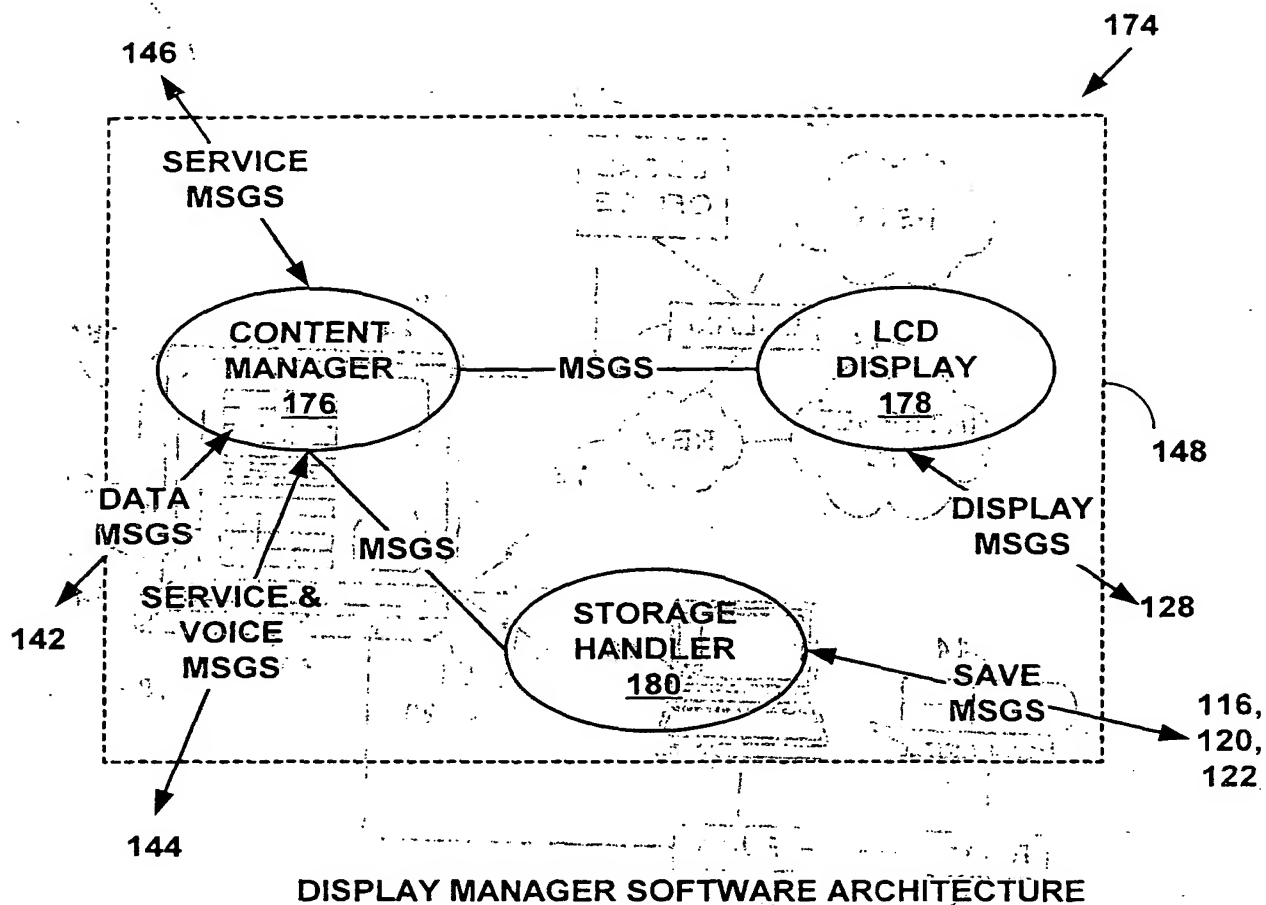 146
174
SERVICE
MSGS
CONTENT
MANAGER
176
MSGS
LCD
DISPLAY
178
148
DATA
MSGS
142
SERVICE &
VOICE
MSGS
144
MSGS
STORAGE
HANDLER
180
DISPLAY
MSGS
128
SAVE
MSGS
116,
120,
122
DISPLAY MANAGER SOFTWARE ARCHITECTURE